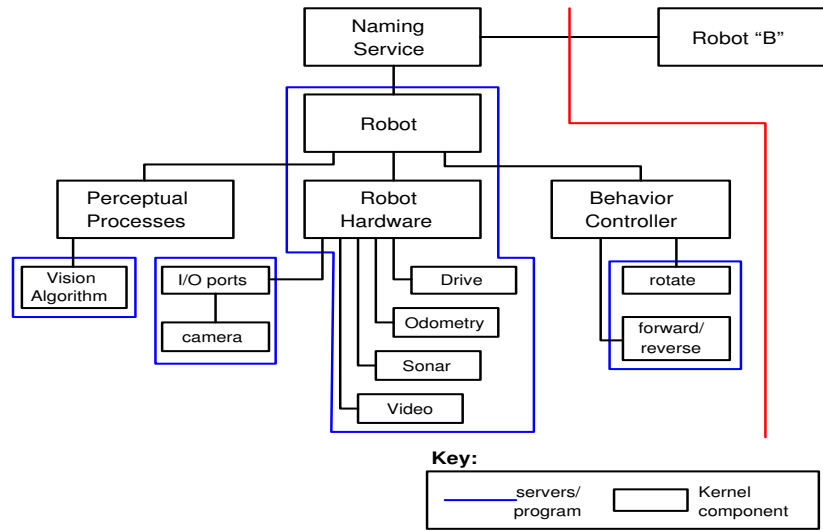 Naming
Service
Robot “B”
Robot
Perceptual
Processes
Robot
Hardware
Behavior
Controller
Vision
Algorithm
I/O ports
camera
Drive
Odometry
Sonar
Video
rotate
forward/
reverse
Key:
servers/
program
Kernel
component